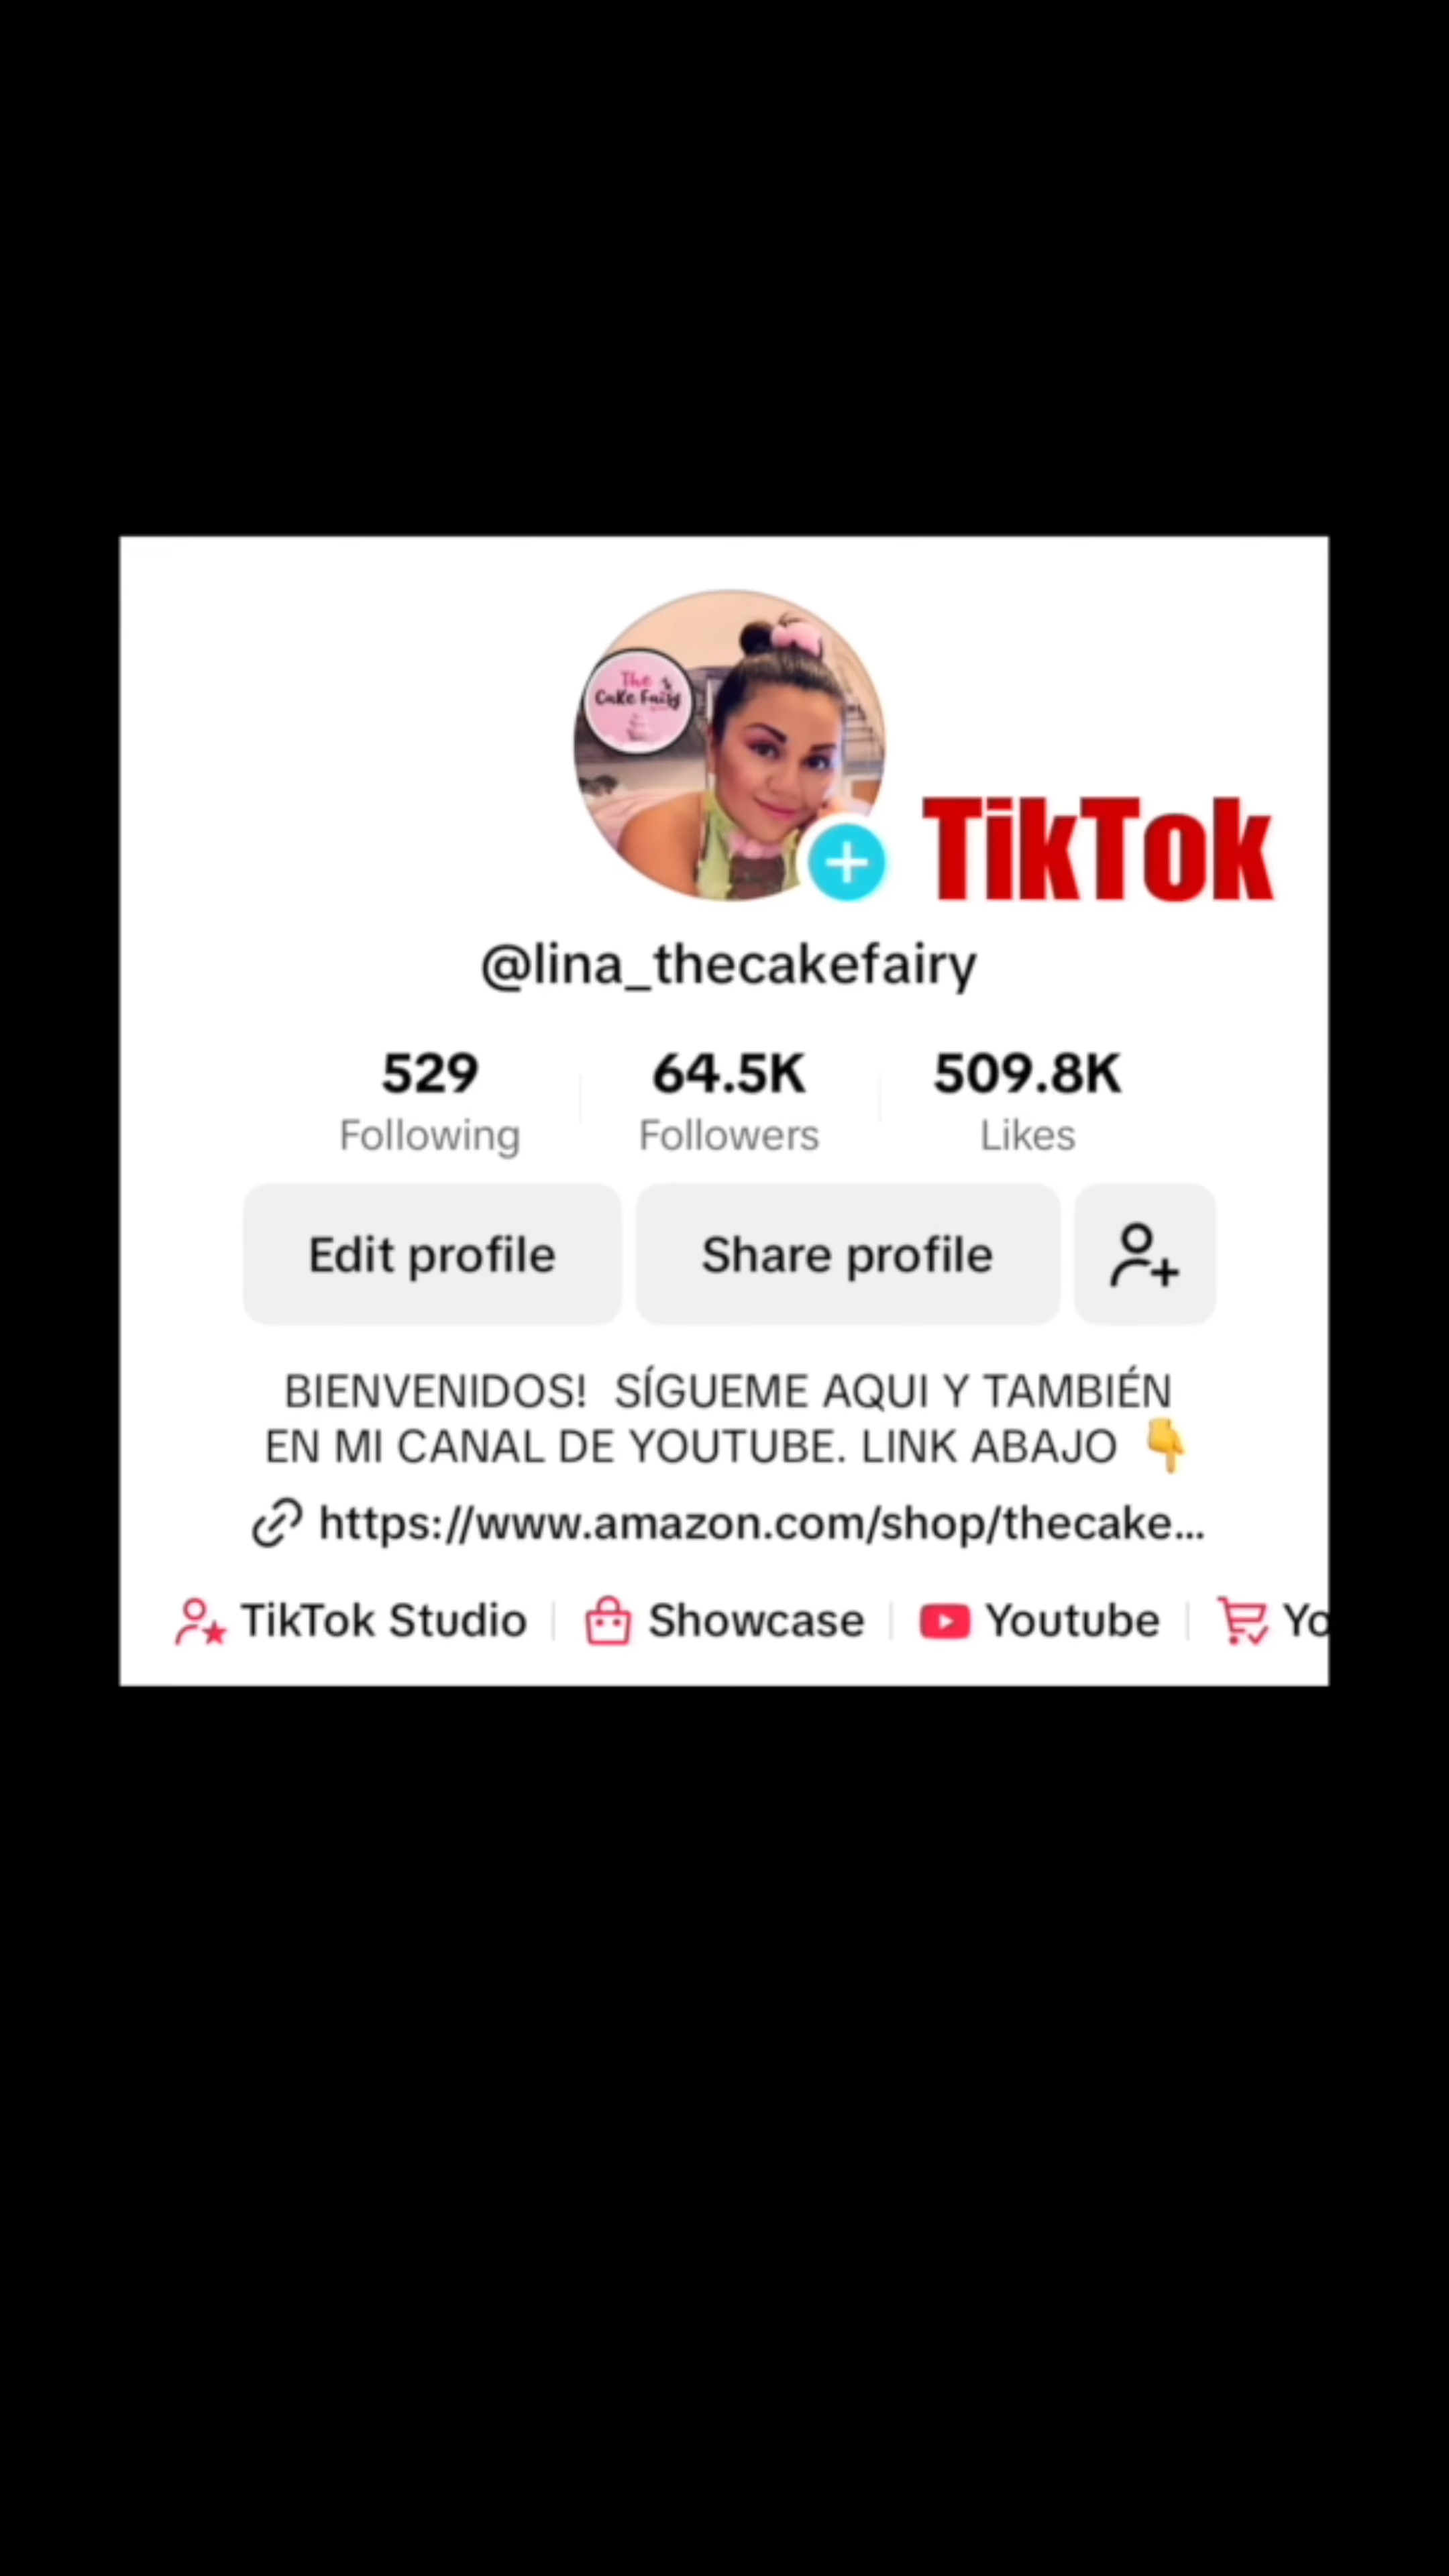 The
Cake Fairy
TikTok
@lina_thecakefairy
529 64.5K 509.8K
Following Followers Likes
Edit profile Share profile
BIENVENIDOS! SÍGUEME AQUI Y TAMBIÉN
EN MI CANAL DE YOUTUBE. LINK ABAJO 👇
https://www.amazon.com/shop/thecake...
TikTok Studio Showcase Youtube Yo